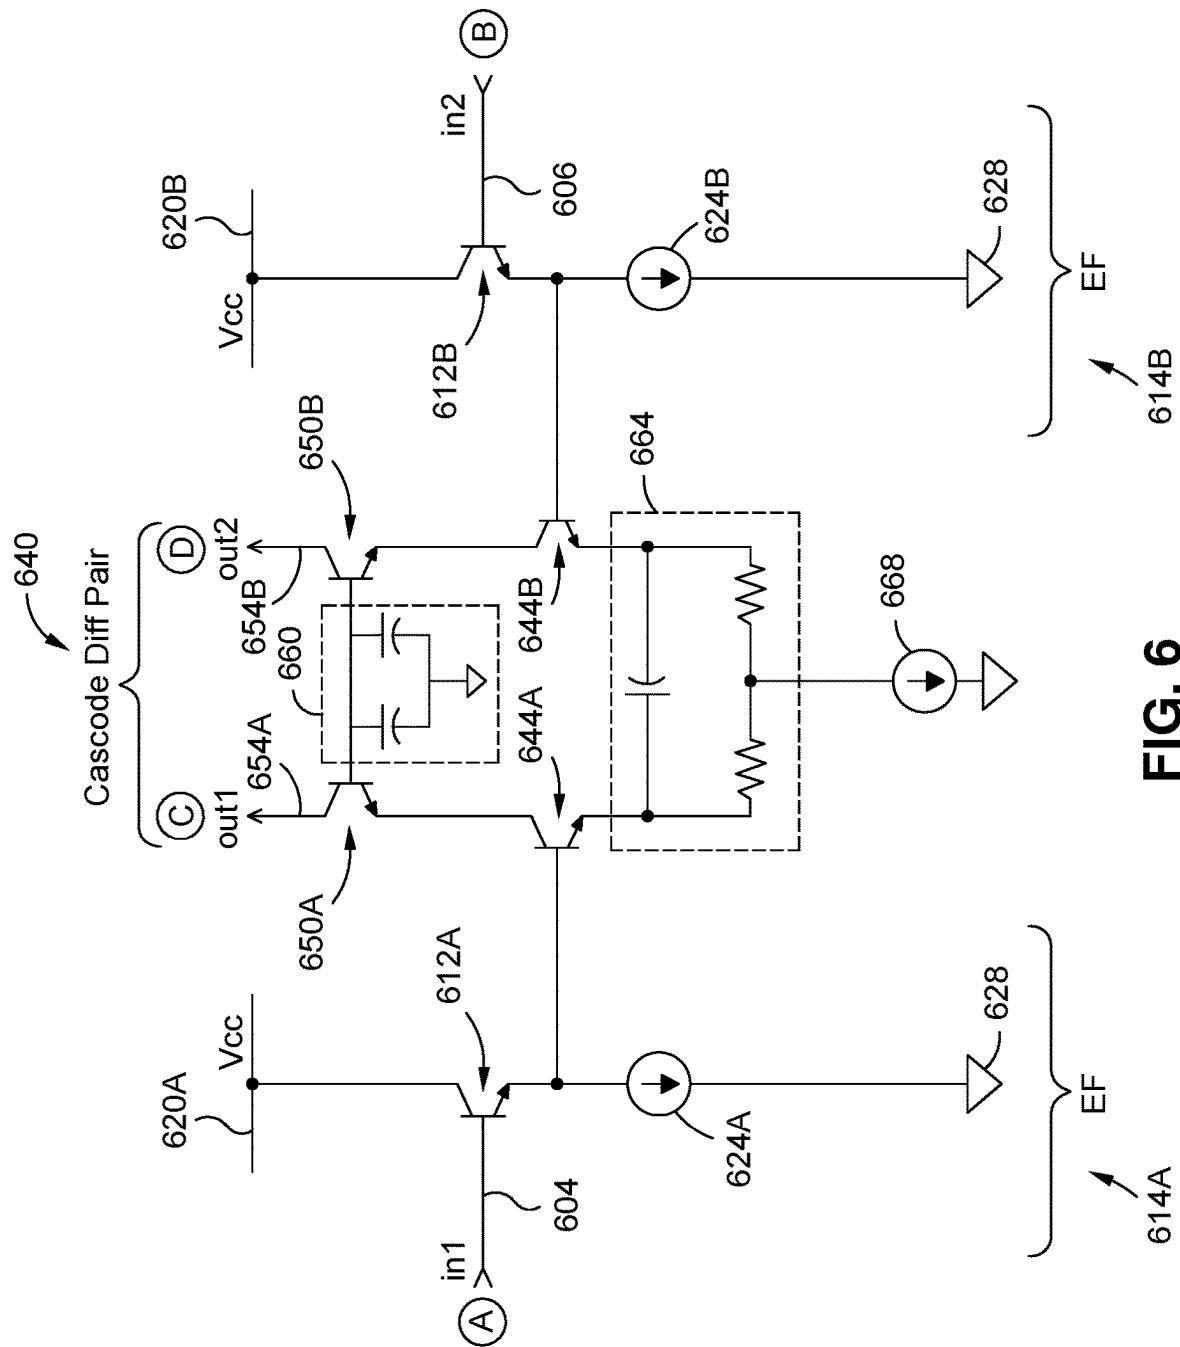 640
Cascode Diff Pair
C
D
out1
out2
654A
654B
660
650A
650B
620A
Vcc
Vcc
620B
A
in1
604
612A
644A
644B
612B
606
in2
B
624A
624B
664
668
628
628
EF
EF
614A
614B
FIG. 6